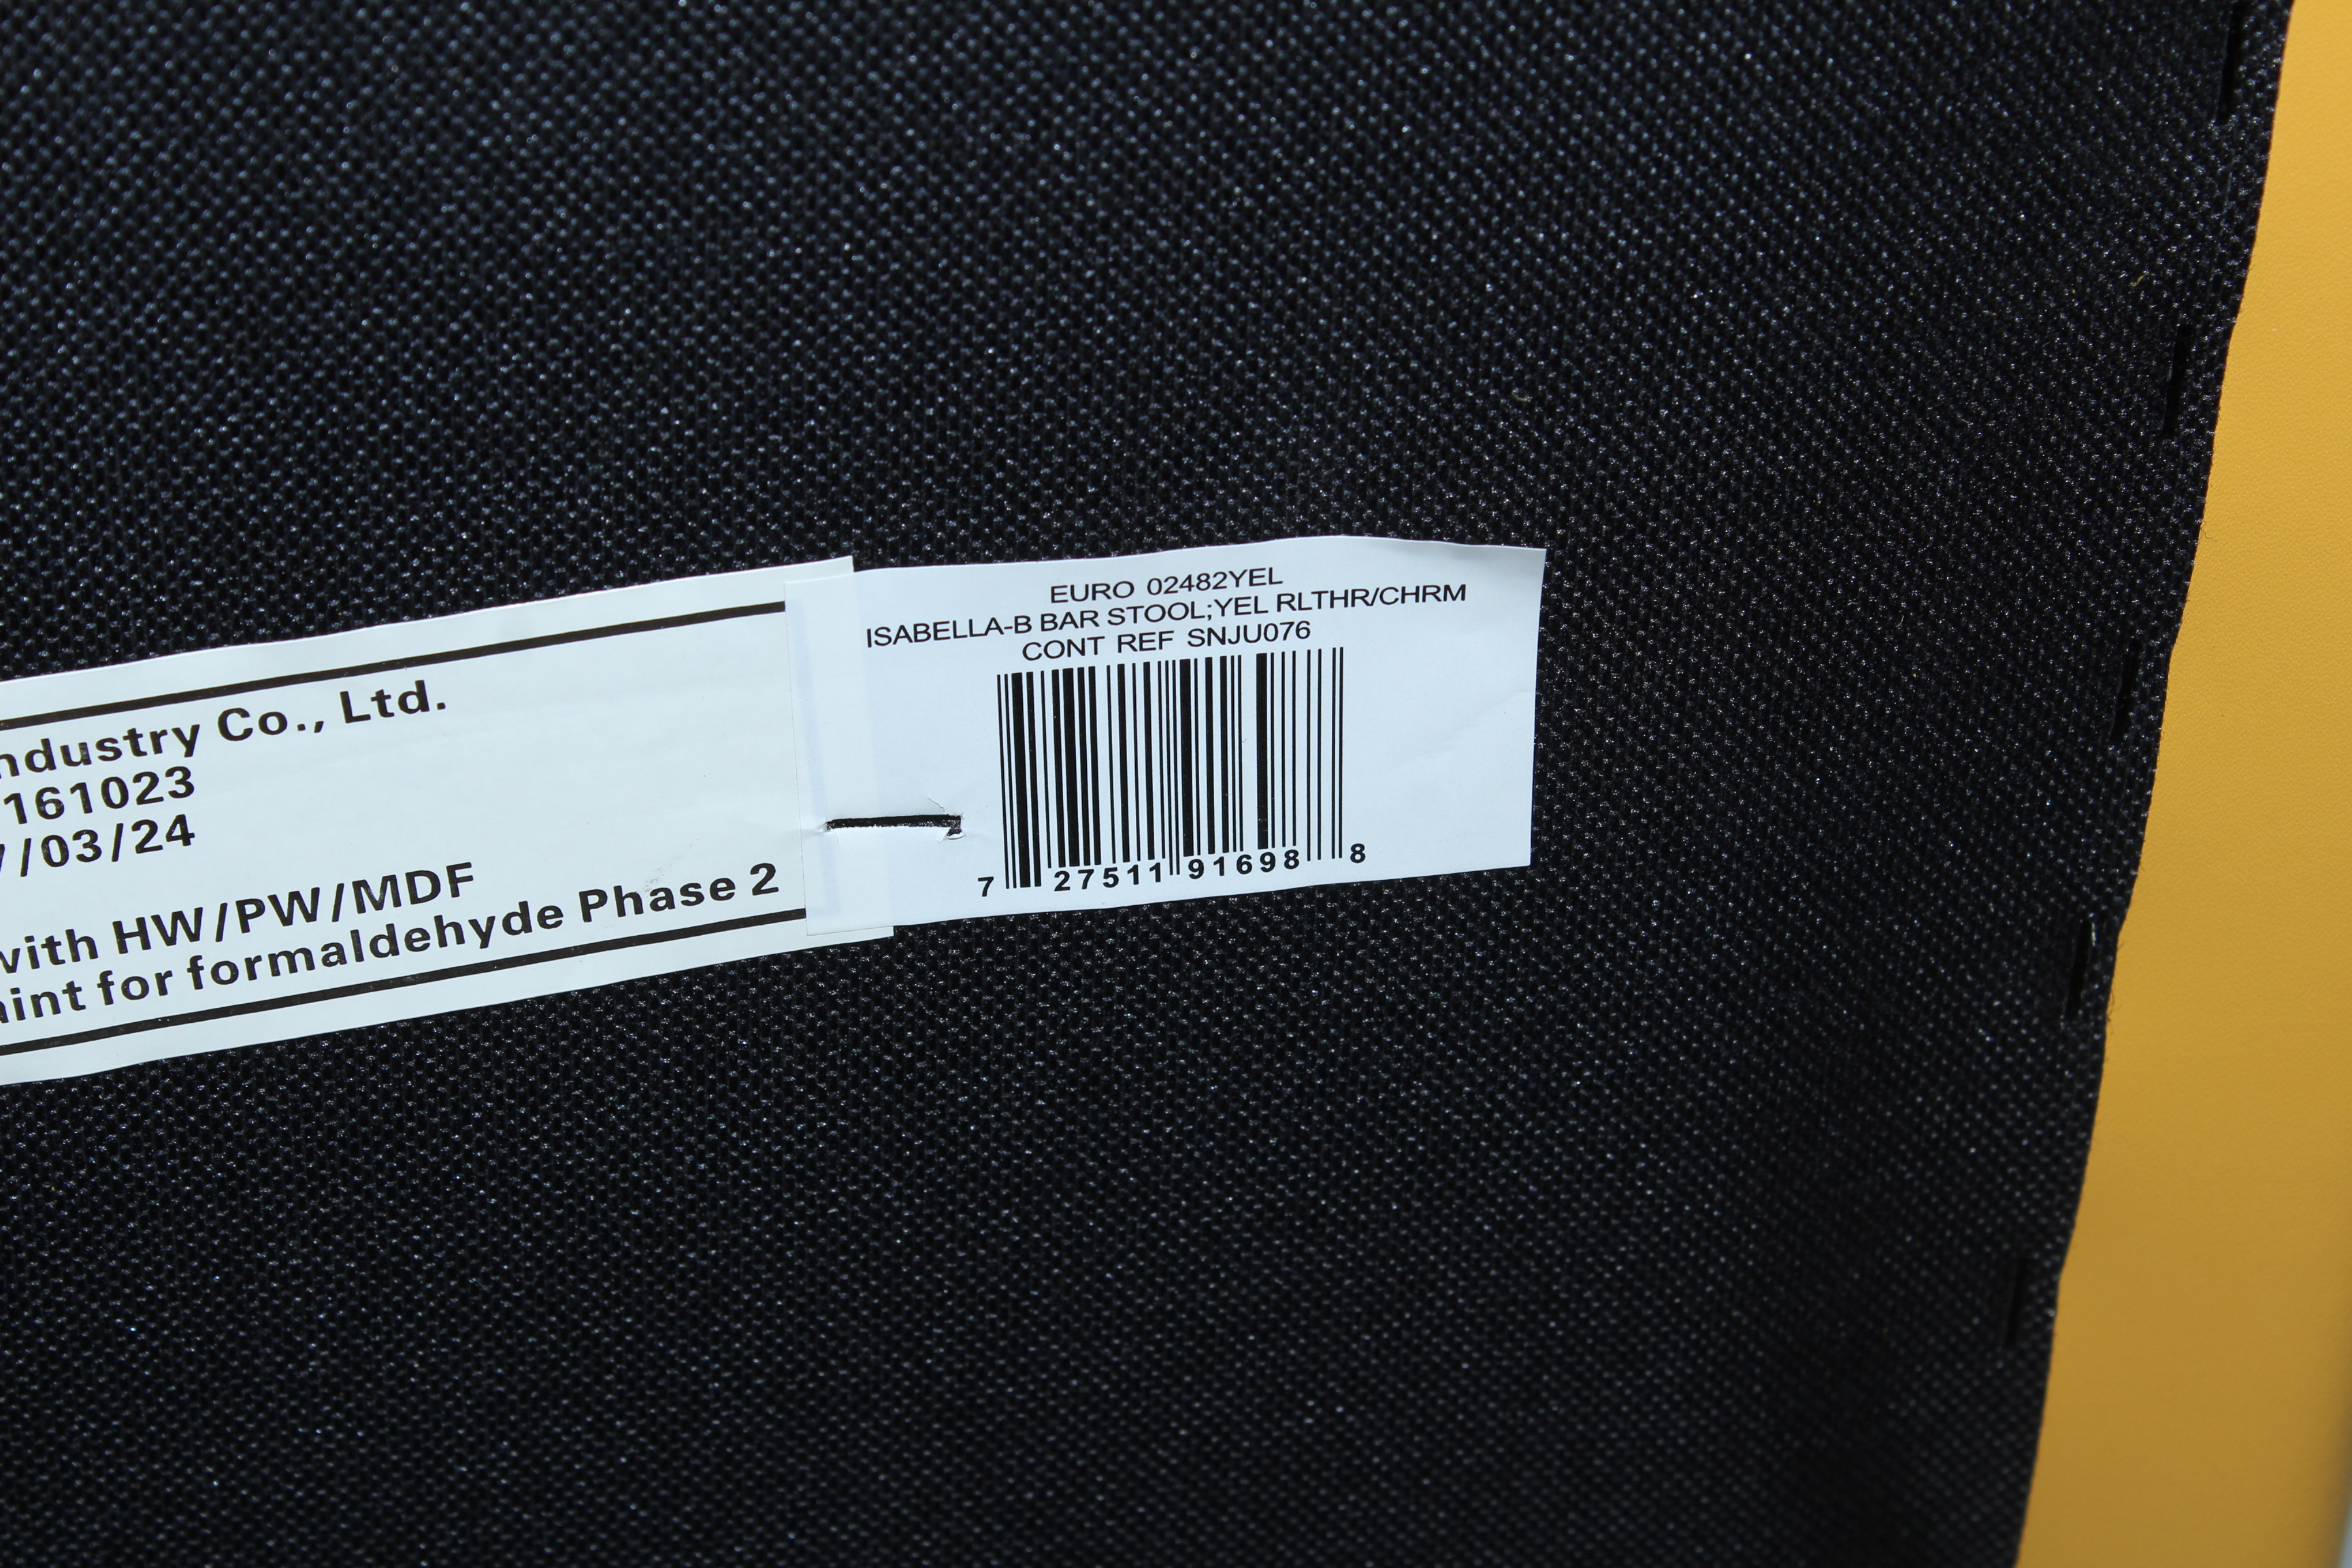 Industry Co., Ltd.
161023
/03/24
with HW/PW/MDF
for formaldehyde Phase 2
EURO 02482YEL
ISABELLA-B BAR STOOL;YEL RLTHR/CHRM
CONT REF SNJU076
7 27511 91698 8